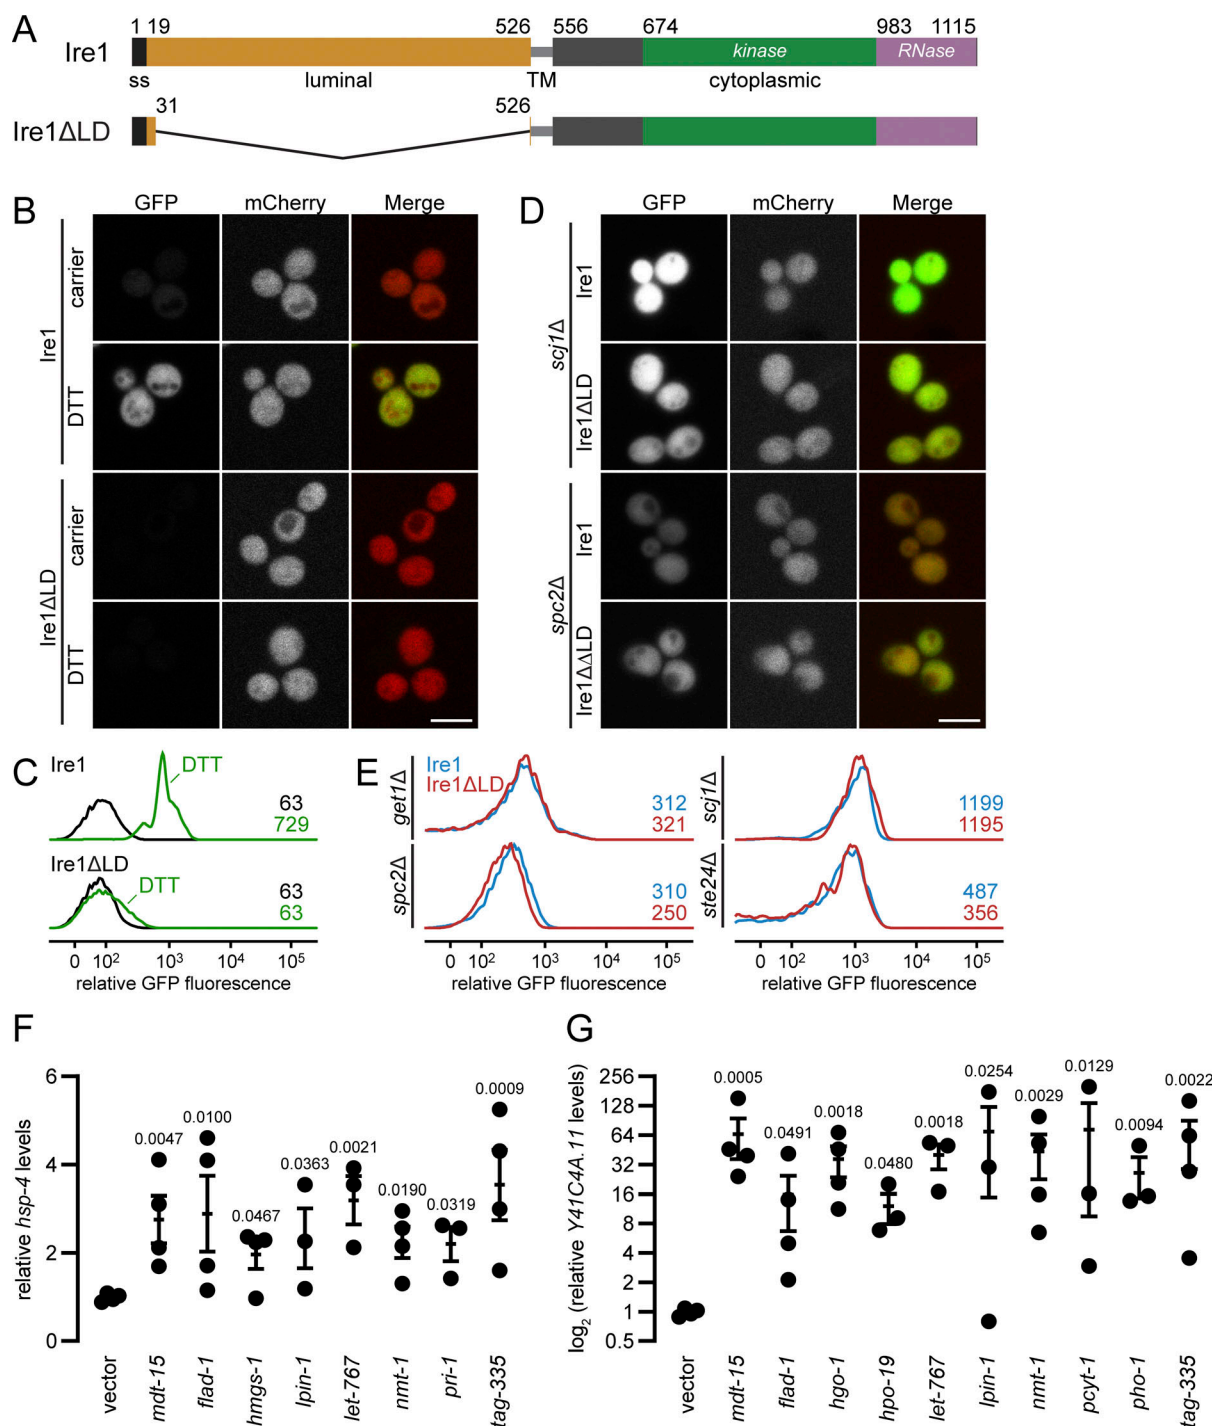 A
1 19 526 556 674 983 1115
Ire1 kinase RNase
ss luminal TM cytoplasmic
31 526
Ire1ΔLD
B
GFP mCherry Merge
Ire1
carrier
DTT
Ire1ΔLD
carrier
DTT
D
GFP mCherry Merge
scj1Δ
Ire1
Ire1ΔLD
spc2Δ
Ire1
Ire1ΔΔLD
C
Ire1
DTT
63
729
Ire1ΔLD
DTT
63
63
0 10² 10³ 10⁴ 10⁵
relative GFP fluorescence
E
Ire1
Ire1ΔLD
get1Δ
312
321
spc2Δ
310
250
0 10² 10³ 10⁴ 10⁵
relative GFP fluorescence
scj1Δ
1199
1195
ste24Δ
487
356
0 10² 10³ 10⁴ 10⁵
relative GFP fluorescence
F
relative hsp-4 levels
6
4
2
0
0.0047 0.0100 0.0467 0.0363 0.0021 0.0190 0.0319 0.0009
vector mdt-15 flad-1 hmgs-1 lpin-1 let-767 nmt-1 pri-1 tag-335
G
log₂ (relative Y41C4A.11 levels)
256
128
64
32
16
8
4
2
1
0.5
0.0005 0.0491 0.0018 0.0480 0.0018 0.0254 0.0029 0.0129 0.0094 0.0022
vector mdt-15 flad-1 hgo-1 hpo-19 let-767 lpin-1 nmt-1 pcyt-1 pho-1 tag-335